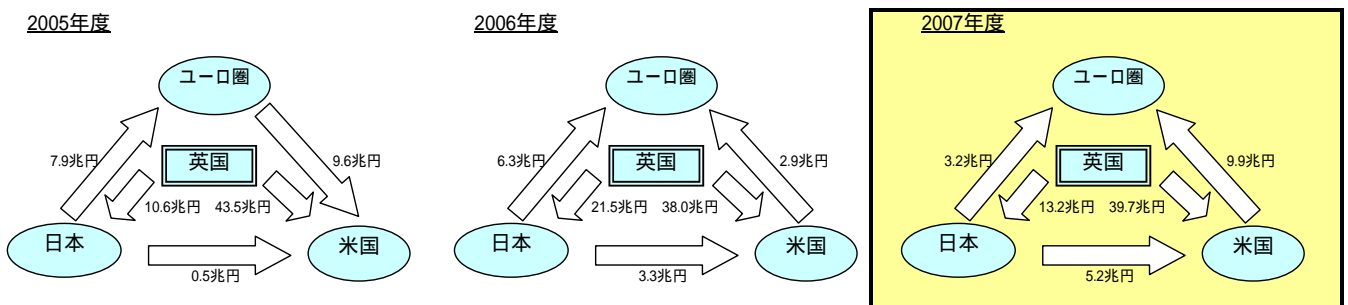 2005年度
ユーロ圏
7.9兆円
英国
9.6兆円
10.6兆円 43.5兆円
日本
米国
0.5兆円
2006年度
ユーロ圏
6.3兆円
英国
2.9兆円
21.5兆円 38.0兆円
日本
米国
3.3兆円
2007年度
ユーロ圏
3.2兆円
英国
9.9兆円
13.2兆円 39.7兆円
日本
米国
5.2兆円